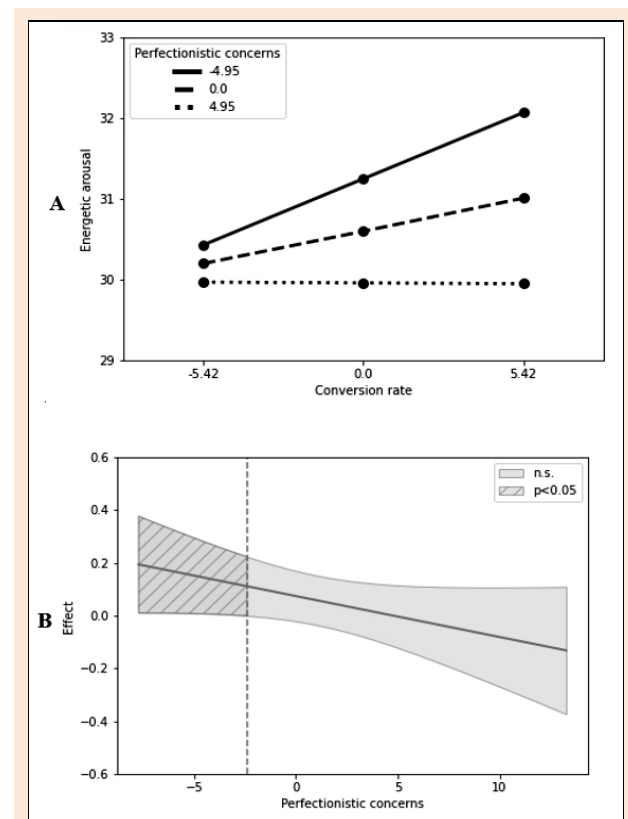 33
Perfectionistic concerns
-4.95
0.0
4.95
32
Energetic arousal
31
A
30
29
-5.42 0.0 5.42
Conversion rate
0.6
n.s.
p<0.05
0.4
0.2
B
Effect
0.0
−0.2
−0.4
−0.6
−5 0 5 10
Perfectionistic concerns